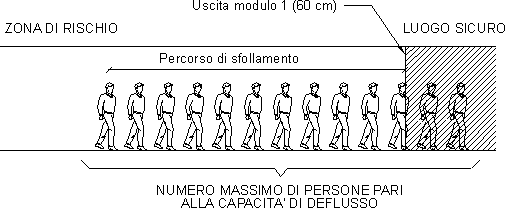 Uscita modulo 1 (60 cm)
ZONA DI RISCHIO
LUOGO SICURO
Percorso di sfollamento
NUMERO MASSIMO DI PERSONE PARI
ALLA CAPACITA' DI DEFLUSSO